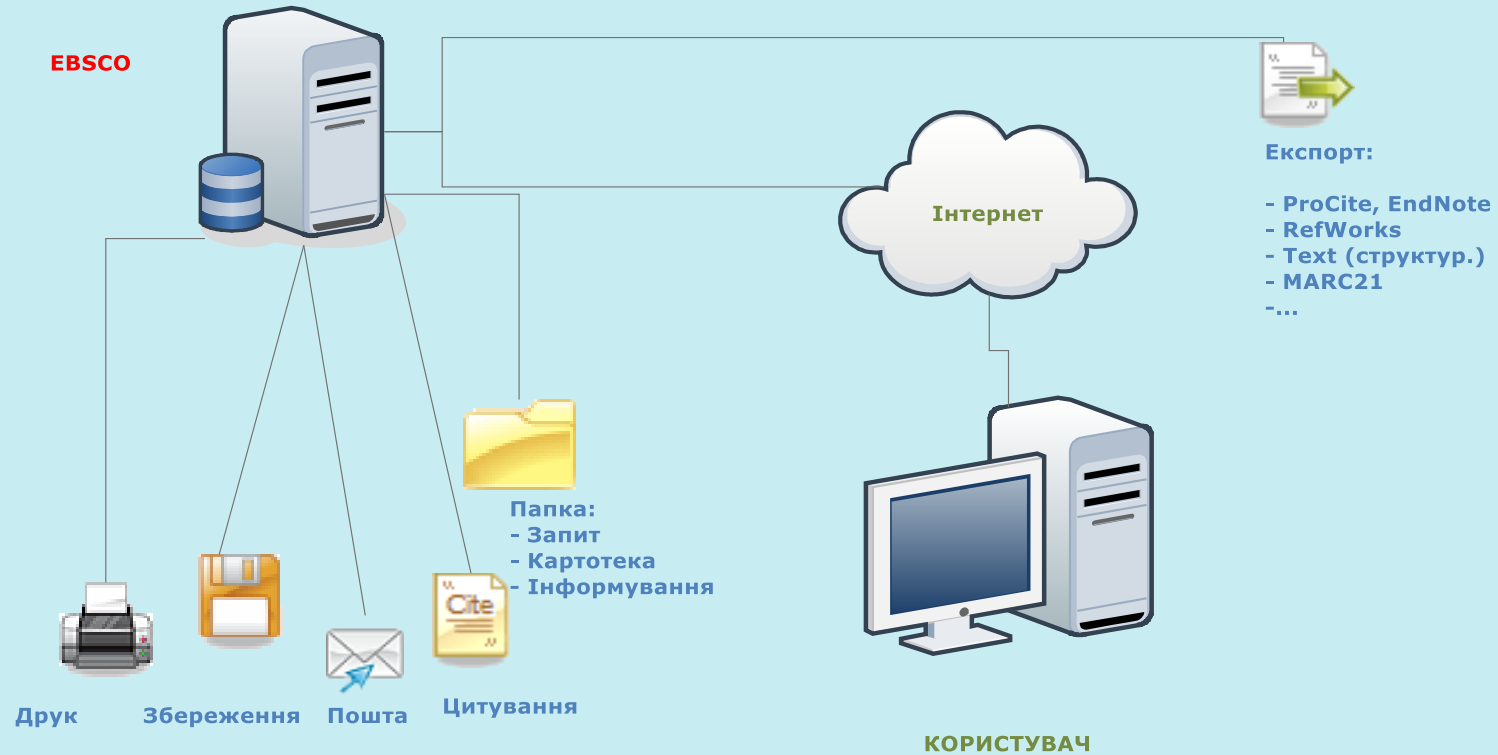 EBSCO
Інтернет
Експорт:
- ProCite, EndNote
- RefWorks
- Text (структур.)
- MARC21
-...
Папка:
- Запит
- Картотека
- Інформування
Cite
Друк
Збереження
Пошта
Цитування
КОРИСТУВАЧ